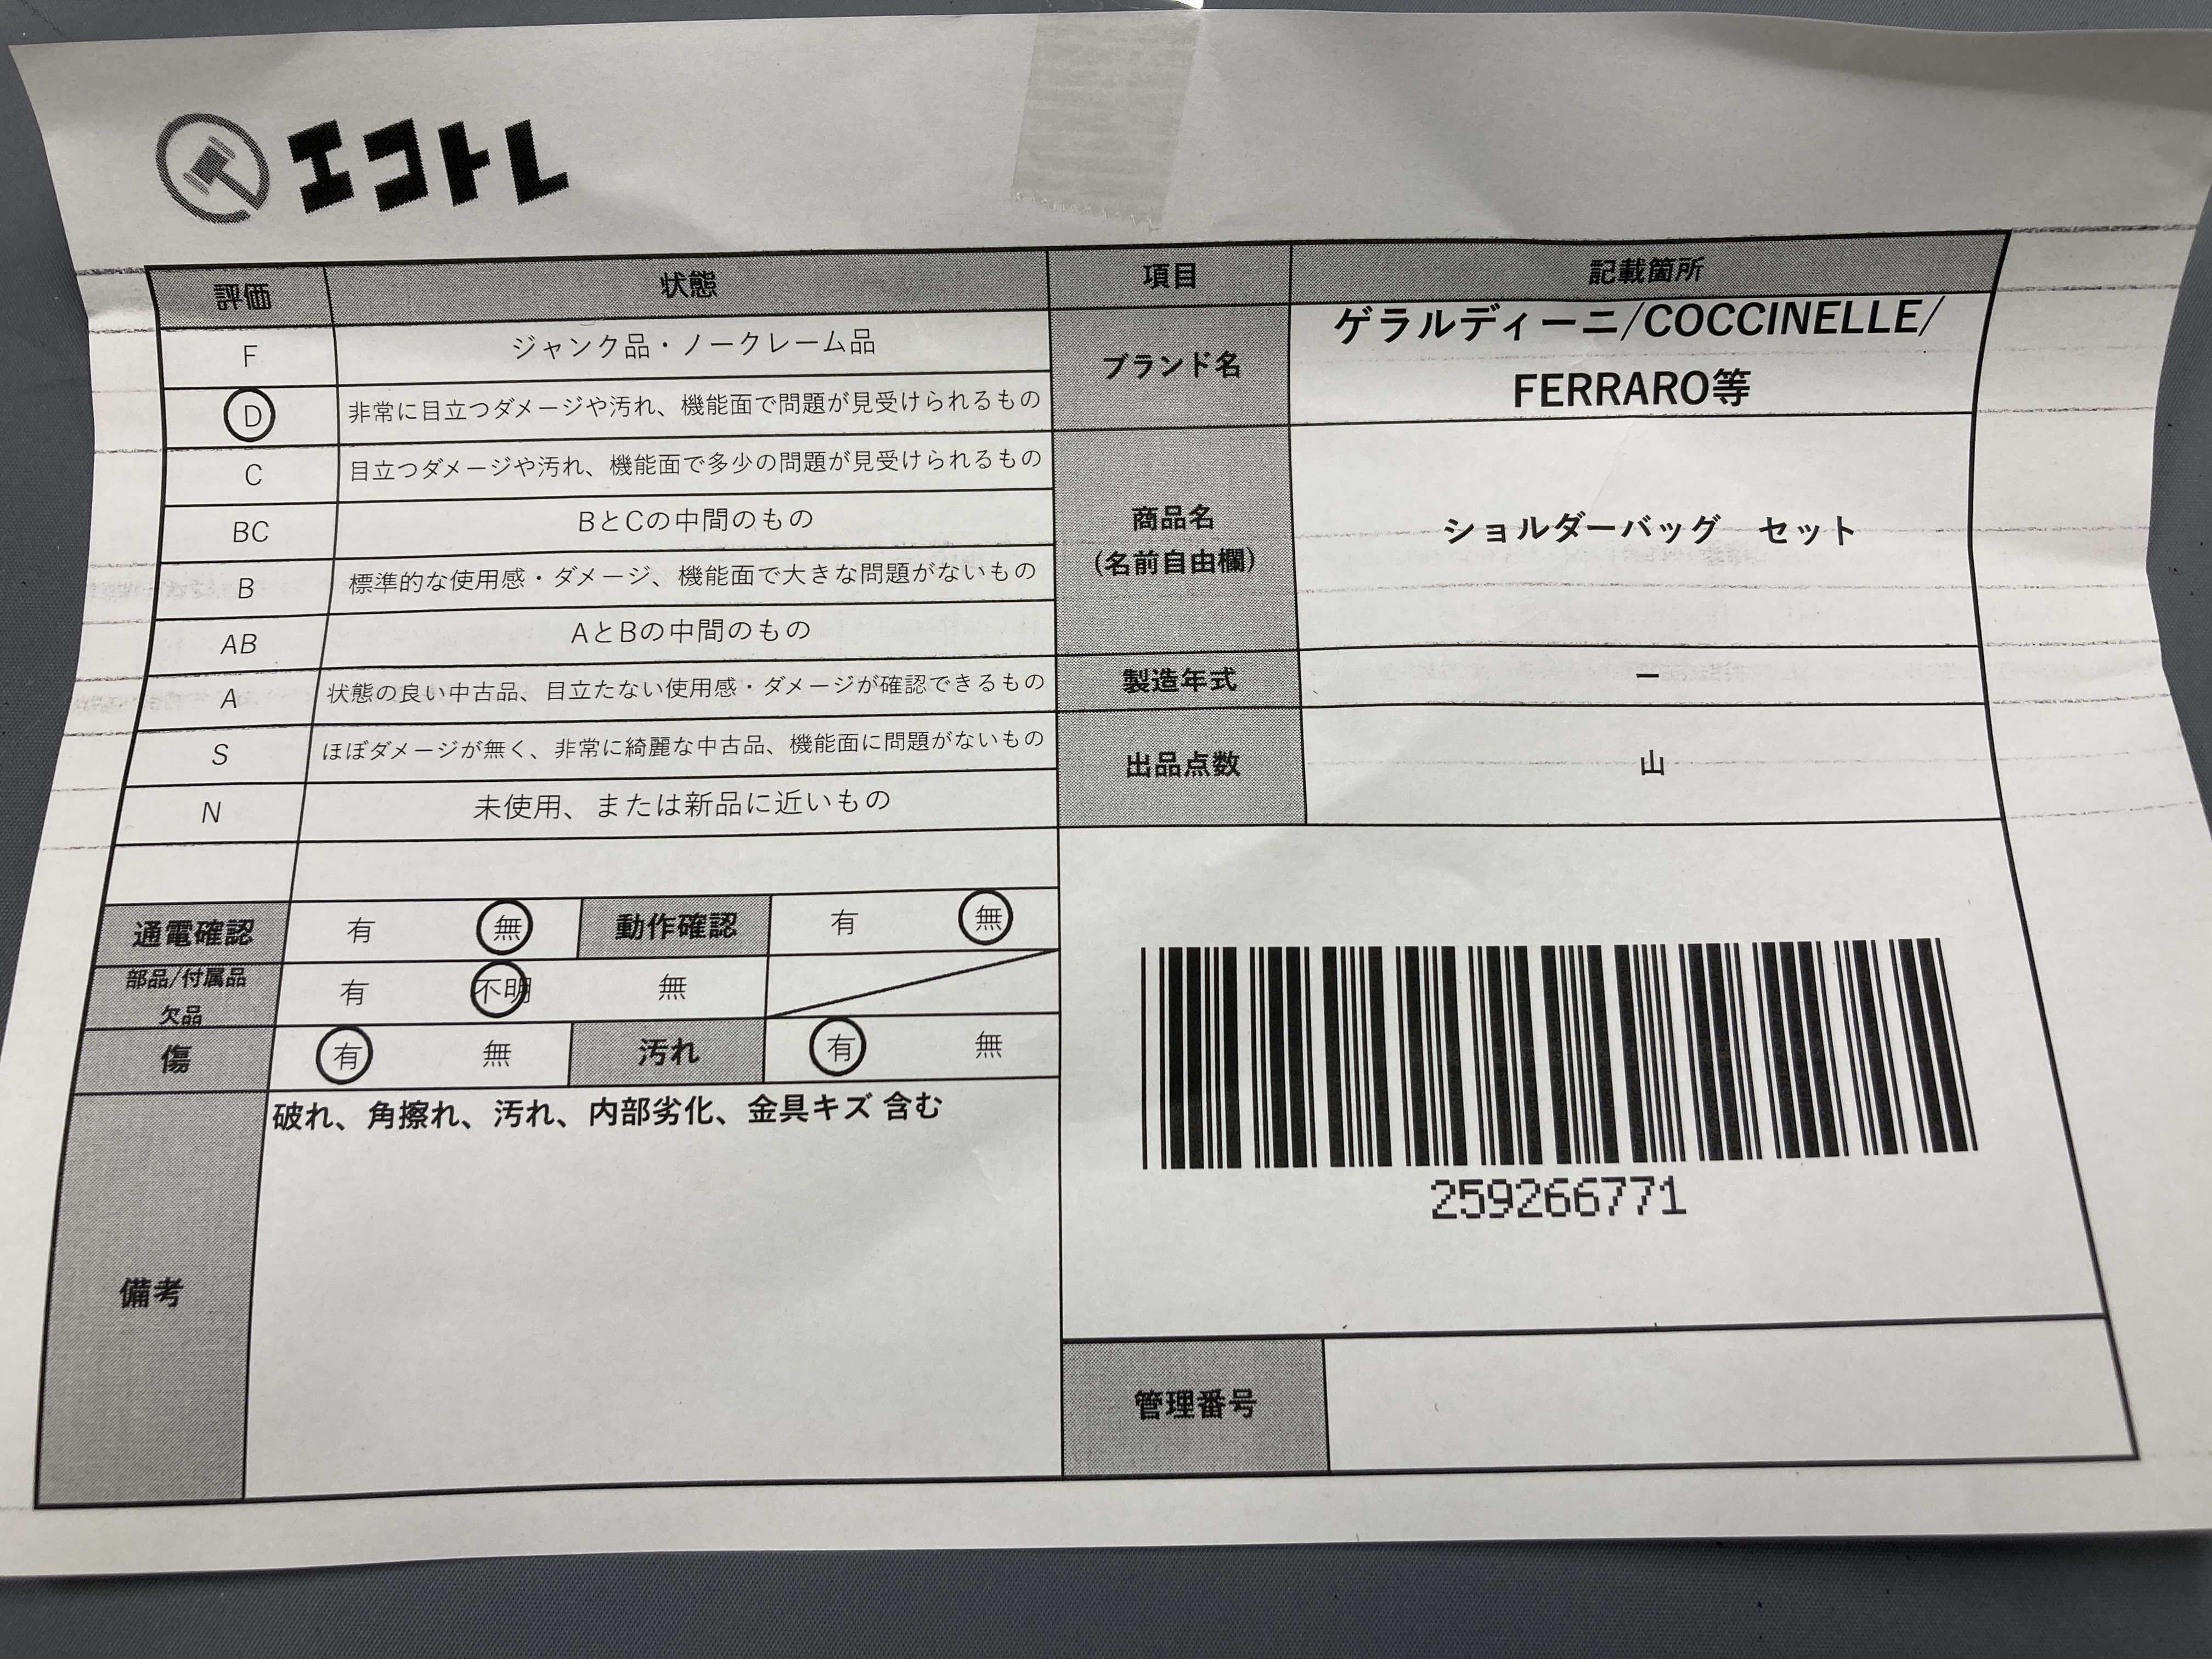 エコトレ
評価 状態
F ジャンク品・ノークレーム品
D 非常に目立つダメージや汚れ、機能面で問題が見受けられるもの
C 目立つダメージや汚れ、機能面で多少の問題が見受けられるもの
BC BとCの中間のもの
B 標準的な使用感・ダメージ、機能面で大きな問題がないもの
AB AとBの中間のもの
A 状態の良い中古品、目立たない使用感・ダメージが確認できるもの
S ほぼダメージが無く、非常に綺麗な中古品、機能面に問題がないもの
N 未使用、または新品に近いもの
通電確認 有 無 動作確認 有 無
部品/付属品
欠品 有 不明 無
傷 有 無 汚れ 有 無
備考 破れ、角擦れ、汚れ、内部劣化、金具キズ 含む
項目 記載箇所
ブランド名 ゲラルディーニ/COCCINELLE/
FERRARO等
商品名
(名前自由欄) ショルダーバッグ セット
製造年式 ー
出品点数 山
259266771
管理番号